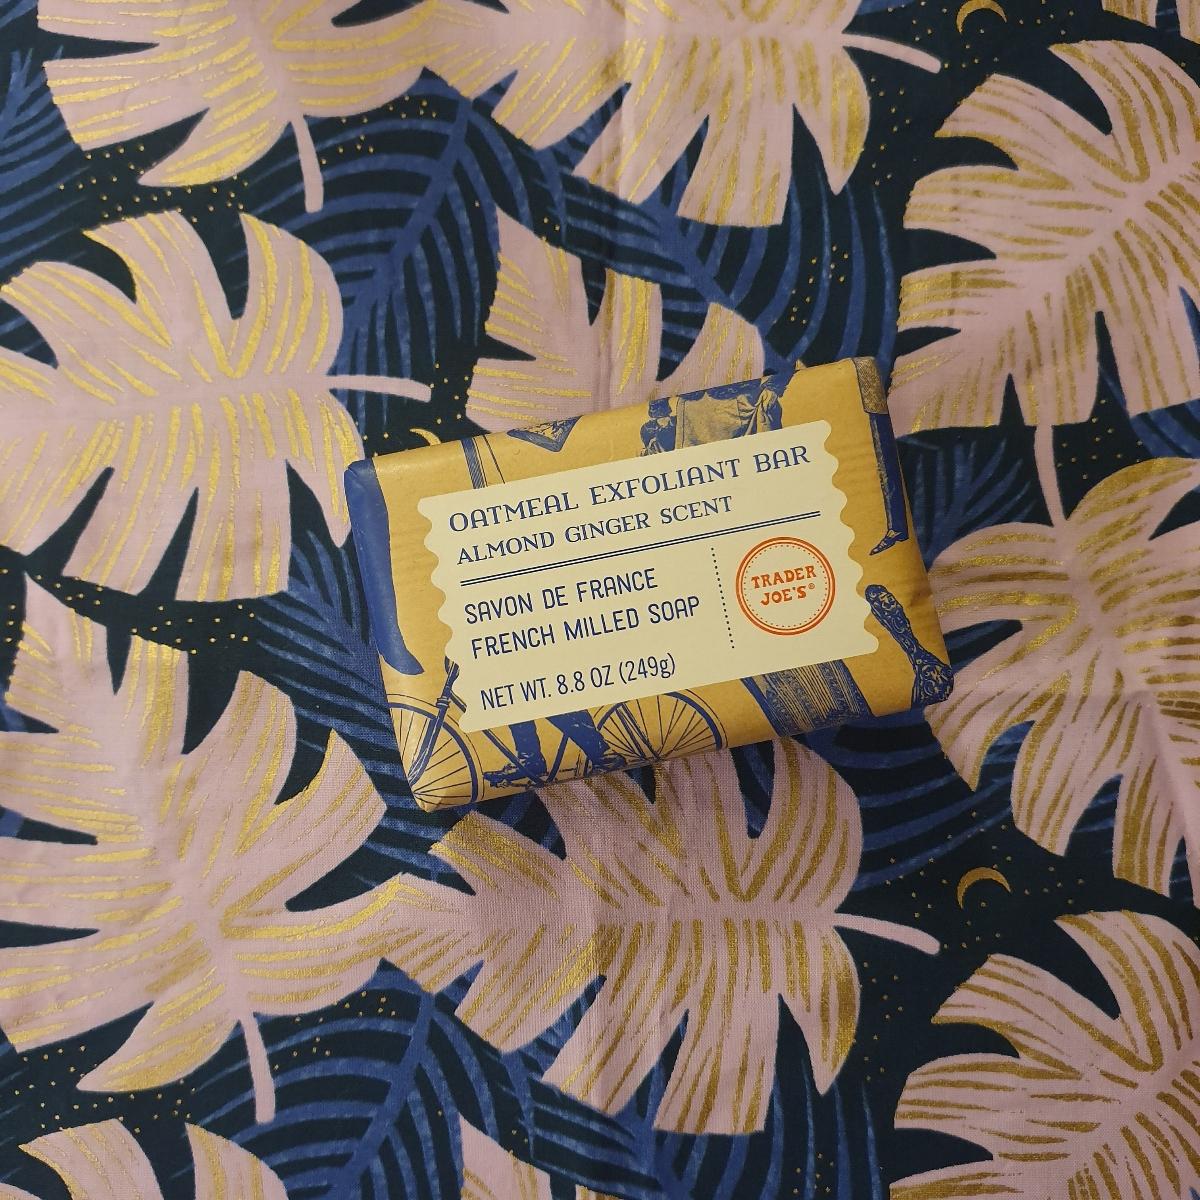 OATMEAL EXFOLIANT BAR
ALMOND GINGER SCENT
SAVON DE FRANCE
FRENCH MILLED SOAP
NET WT. 8.8 OZ (249g)
TRADER
JOE'S®